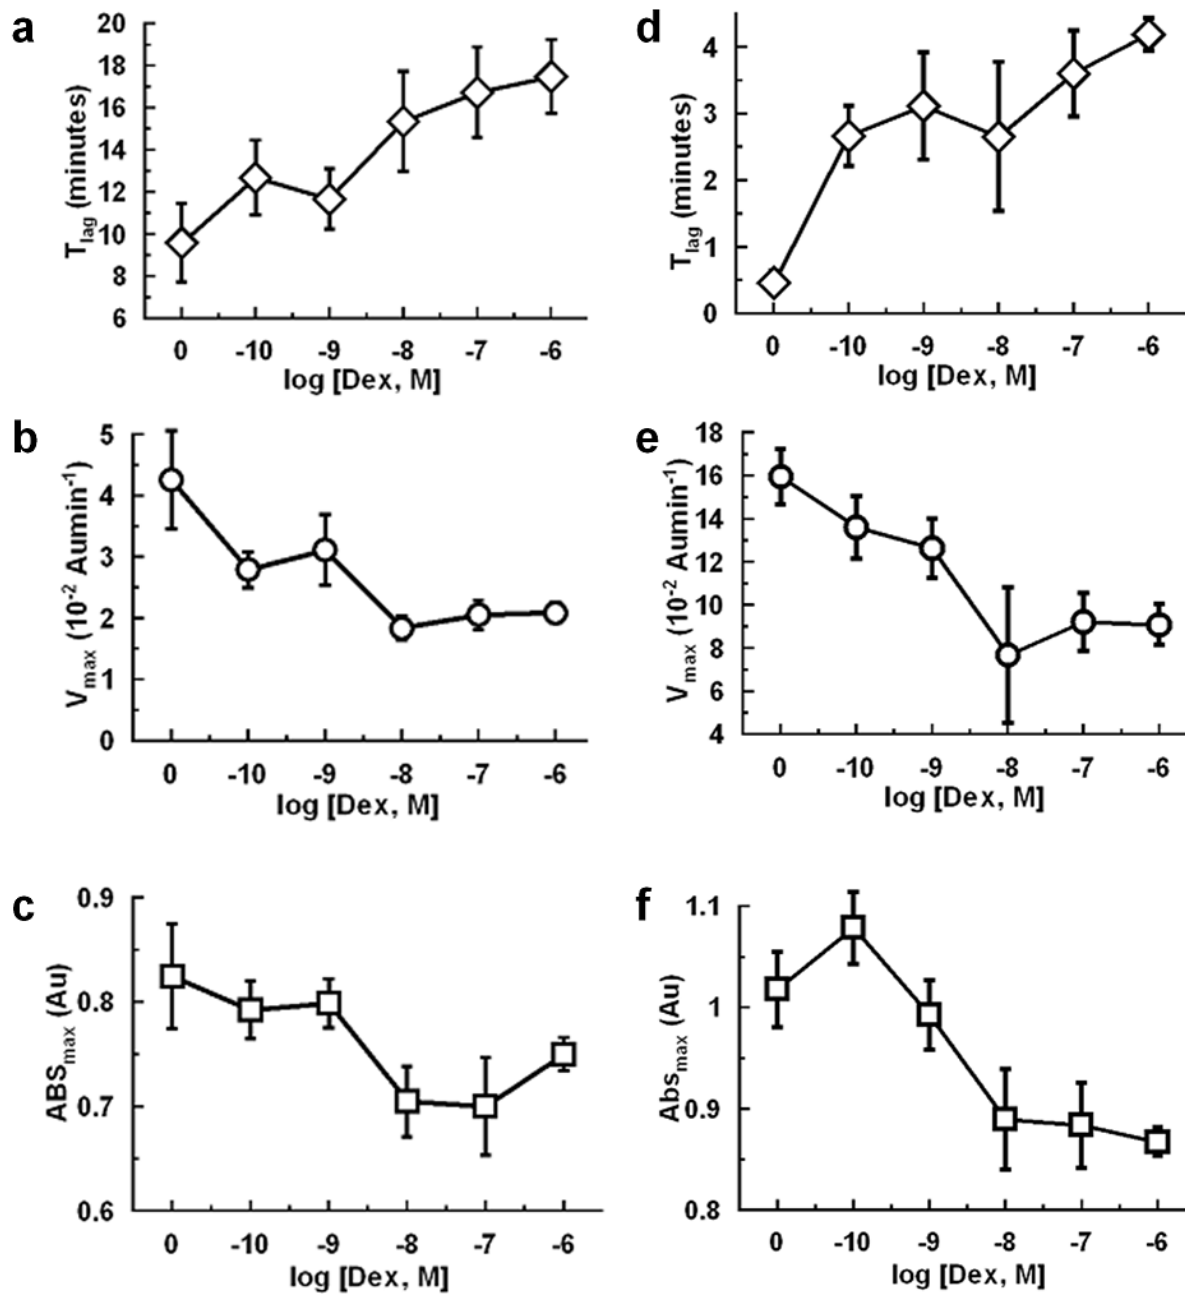 a
20
18
16
14
12
10
8
6
T_lag (minutes)
0 -10 -9 -8 -7 -6
log [Dex, M]
d
4
3
2
1
0
T_lag (minutes)
0 -10 -9 -8 -7 -6
log [Dex, M]
b
5
4
3
2
1
0
V_max (10^-2 Aumin^-1)
0 -10 -9 -8 -7 -6
log [Dex, M]
e
18
16
14
12
10
8
6
4
V_max (10^-2 Aumin^-1)
0 -10 -9 -8 -7 -6
log [Dex, M]
c
0.9
0.8
0.7
0.6
ABS_max (Au)
0 -10 -9 -8 -7 -6
log [Dex, M]
f
1.1
1
0.9
0.8
Abs_max (Au)
0 -10 -9 -8 -7 -6
log [Dex, M]